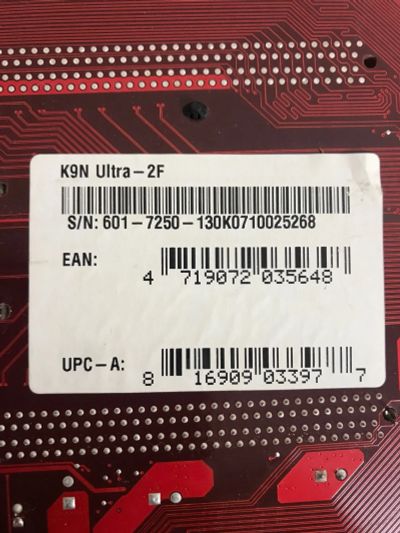 K9N Ultra-2F
S/N: 601-7250-130K0710025268
EAN:
4 719072 035648
UPC-A:
8 16909 03397 7